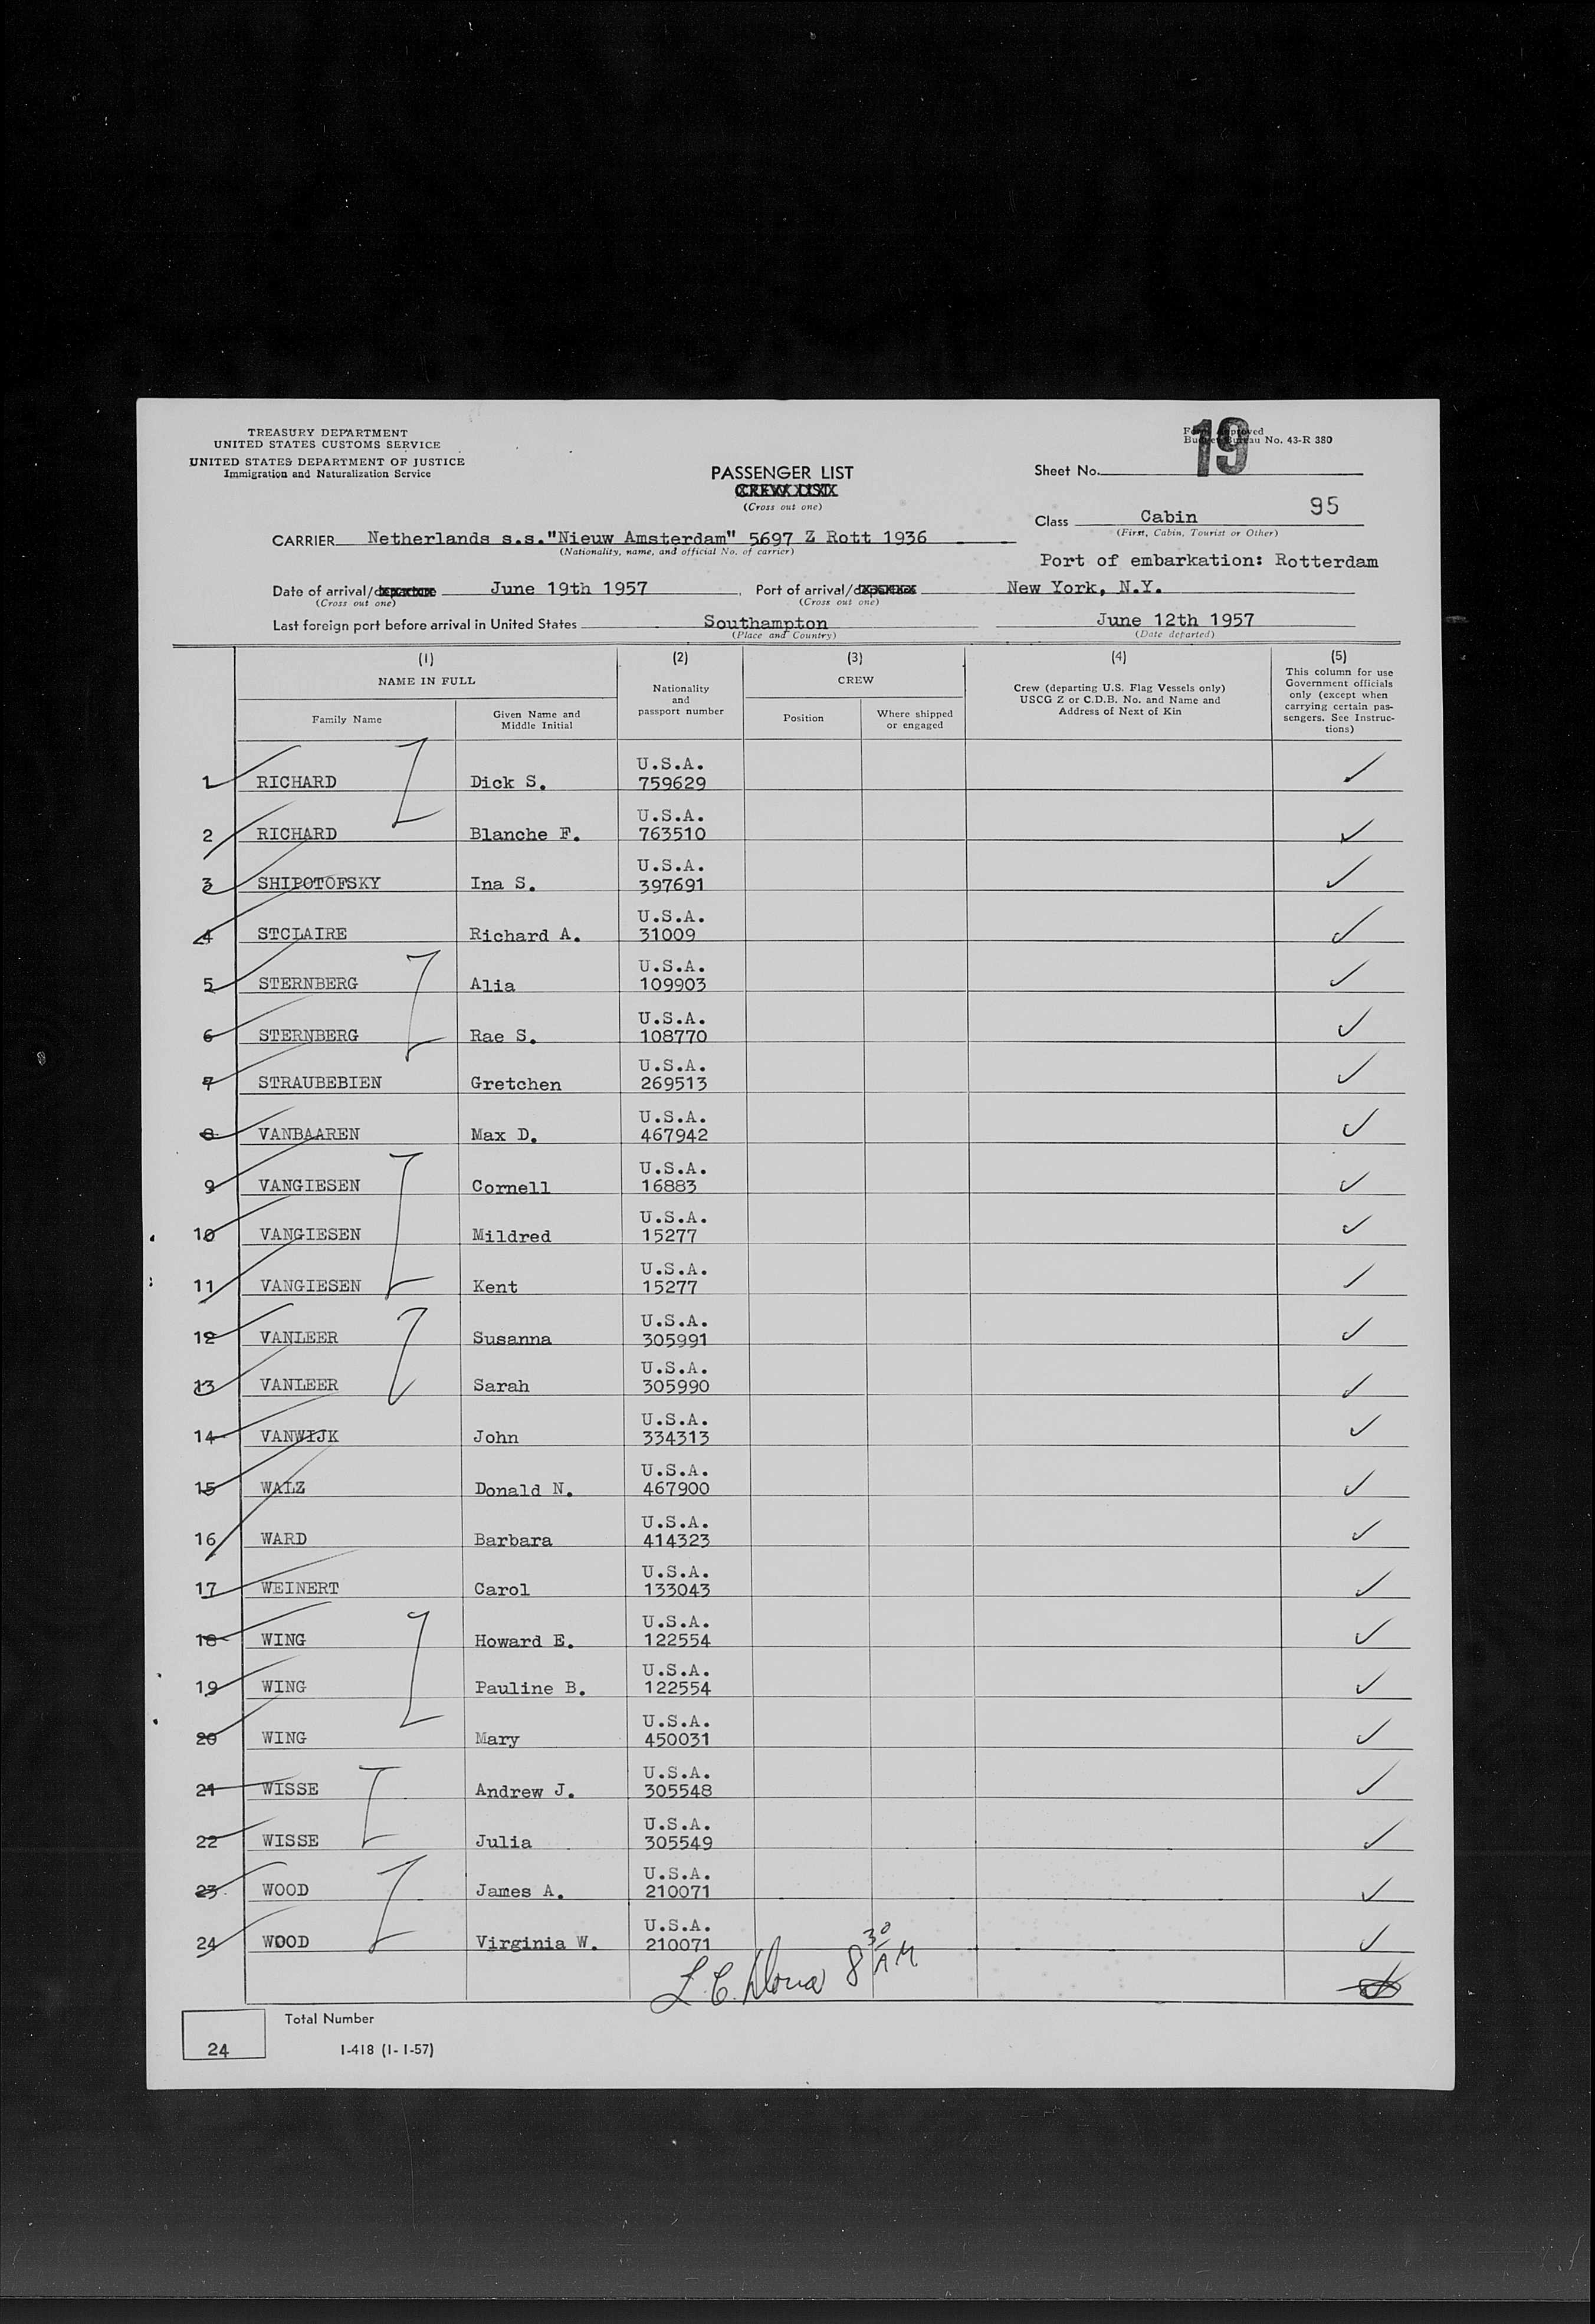 TREASURY DEPARTMENT
UNITED STATES CUSTOMS SERVICE
UNITED STATES DEPARTMENT OF JUSTICE
Immigration and Naturalization Service
PASSENGER LIST
CREW LIST
(Cross out one)
Form Approved
Budget Bureau No. 43-R 380
Sheet No. 19
Class Cabin 95
(First, Cabin, Tourist or Other)
CARRIER Netherlands s.s."Nieuw Amsterdam" 5697 Z Rott 1936
(Nationality, name, and official No. of carrier)
Port of embarkation: Rotterdam
Date of arrival/departure June 19th 1957, Port of arrival/departure New York, N.Y.
(Cross out one) (Cross out one)
Last foreign port before arrival in United States Southampton June 12th 1957
(Place and Country) (Date departed)
(1) (2) (3) (4) (5)
NAME IN FULL
Family Name
Given Name and Middle Initial
Nationality and passport number
CREW
Position
Where shipped or engaged
Crew (departing U.S. Flag Vessels only) USCG Z or C.D.B. No. and Name and Address of Next of Kin
This column for use Government officials only (except when carrying certain passengers. See Instructions)
1 RICHARD Dick S. U.S.A. 759629
2 RICHARD Blanche F. U.S.A. 763510
3 SHIPOTOFSKY Ina S. U.S.A. 397691
4 STCLAIRE Richard A. U.S.A. 31009
5 STERNBERG Alia U.S.A. 109903
6 STERNBERG Rae S. U.S.A. 108770
7 STRAUBEBIEN Gretchen U.S.A. 269513
8 VANBAAREN Max D. U.S.A. 467942
9 VANGIESEN Cornell U.S.A. 16883
10 VANGIESEN Mildred U.S.A. 15277
11 VANGIESEN Kent U.S.A. 15277
12 VANLEER Susanna U.S.A. 305991
13 VANLEER Sarah U.S.A. 305990
14 VANWIJK John U.S.A. 334313
15 WALZ Donald N. U.S.A. 467900
16 WARD Barbara U.S.A. 414323
17 WEINERT Carol U.S.A. 133043
18 WING Howard E. U.S.A. 122554
19 WING Pauline B. U.S.A. 122554
20 WING Mary U.S.A. 450031
21 WISSE Andrew J. U.S.A. 305548
22 WISSE Julia U.S.A. 305549
23 WOOD James A. U.S.A. 210071
24 WOOD Virginia W. U.S.A. 210071
8 30 AM
24
Total Number
I-418 (1-1-57)